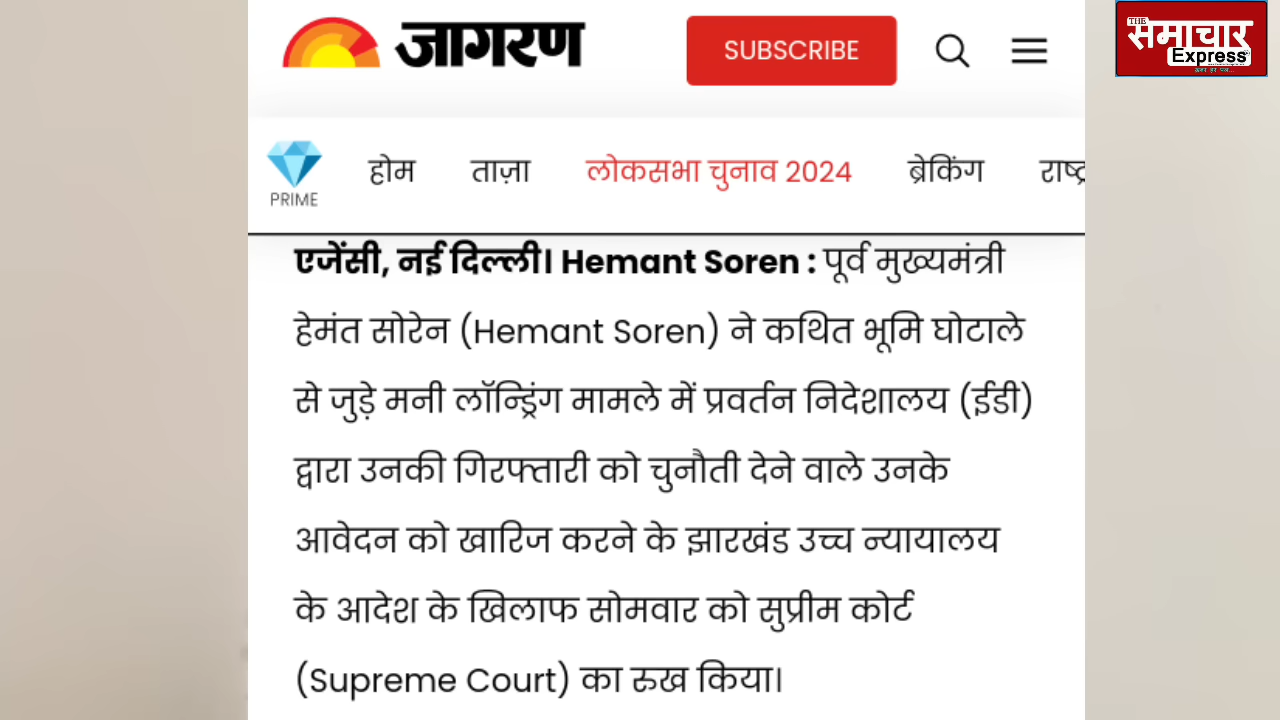 जागरण
SUBSCRIBE
THE
समाचार
Express
PRIME
होम ताज़ा लोकसभा चुनाव 2024 ब्रेकिंग राष्ट्र
एजेंसी, नई दिल्ली। Hemant Soren : पूर्व मुख्यमंत्री
हेमंत सोरेन (Hemant Soren) ने कथित भूमि घोटाले
से जुड़े मनी लॉन्ड्रिंग मामले में प्रवर्तन निदेशालय (ईडी)
द्वारा उनकी गिरफ्तारी को चुनौती देने वाले उनके
आवेदन को खारिज करने के झारखंड उच्च न्यायालय
के आदेश के खिलाफ सोमवार को सुप्रीम कोर्ट
(Supreme Court) का रुख किया।